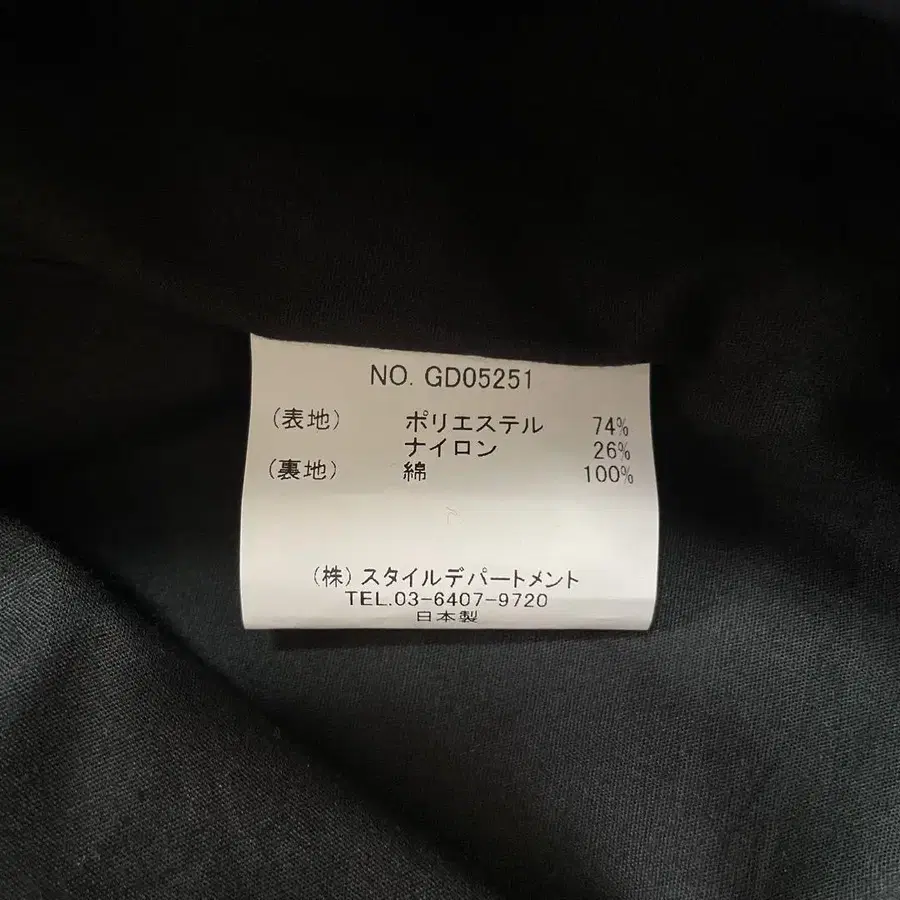 NO. GD05251
(表地) ポリエステル 74%
ナイロン 26%
(裏地) 綿 100%
(株)スタイルデパートメント
TEL.03-6407-9720
日本製